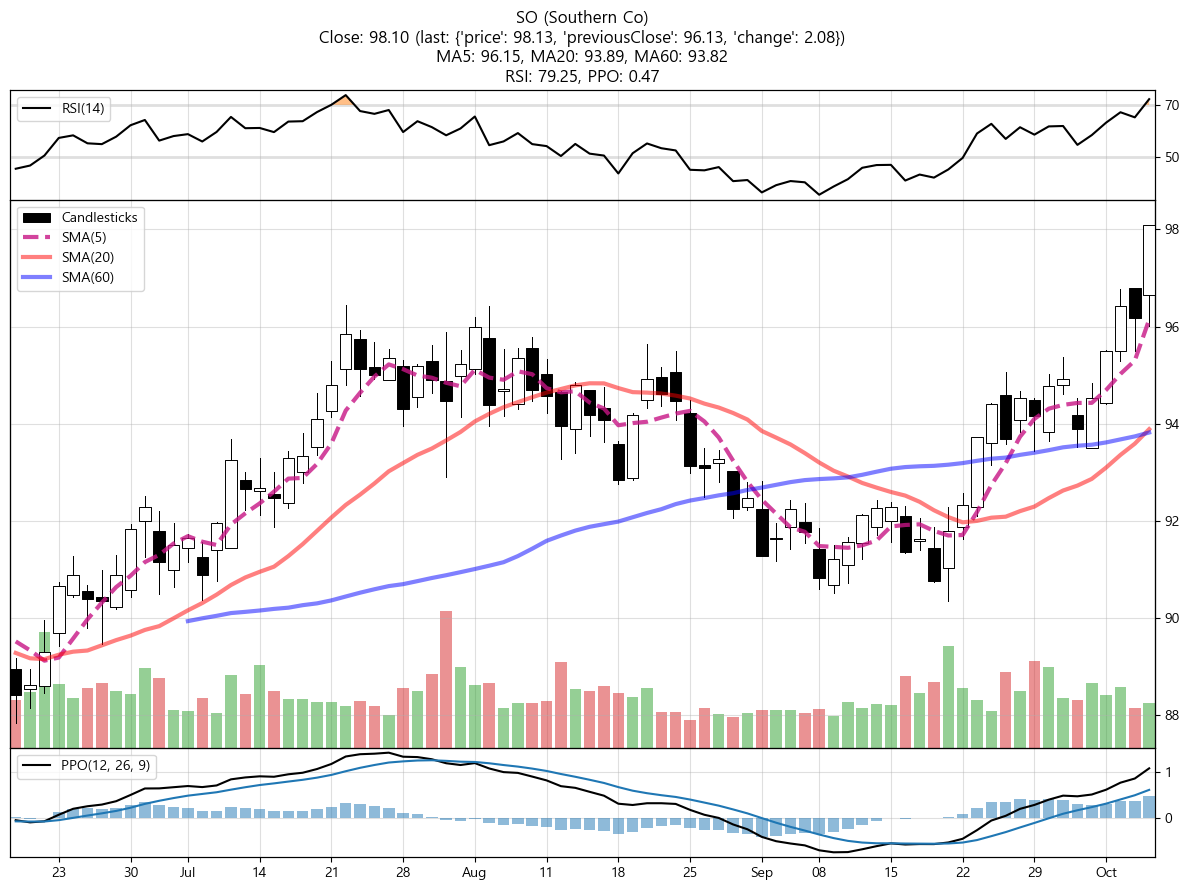 SO (Southern Co)
Close: 98.10 (last: {'price': 98.13, 'previousClose': 96.13, 'change': 2.08})
MA5: 96.15, MA20: 93.89, MA60: 93.82
RSI: 79.25, PPO: 0.47
RSI(14)
70
50
Candlesticks
SMA(5)
SMA(20)
SMA(60)
98
96
94
92
90
88
PPO(12, 26, 9)
1
0
23 30 Jul 14 21 28 Aug 11 18 25 Sep 08 15 22 29 Oct